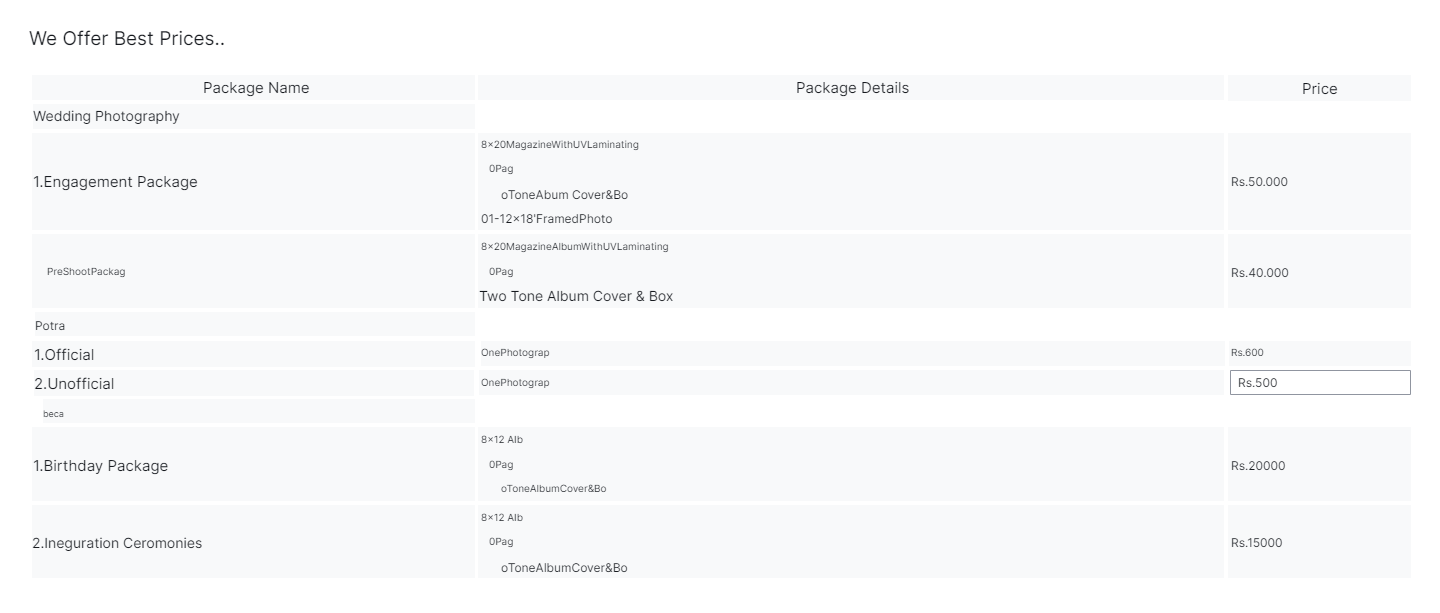 We Offer Best Prices..
Package Name Package Details Price
Wedding Photography
1.Engagement Package
8×20MagazineWithUVLaminating
0Pag
oToneAbum Cover&Bo
01-12×18'FramedPhoto
Rs.50.000
PreShootPackag
8×20MagazineAlbumWithUVLaminating
0Pag
Two Tone Album Cover & Box
Rs.40.000
Potra
1.Official OnePhotograp Rs.600
2.Unofficial OnePhotograp Rs.500
beca
1.Birthday Package
8×12 Alb
0Pag
oToneAlbumCover&Bo
Rs.20000
2.Ineguration Ceromonies
8×12 Alb
0Pag
oToneAlbumCover&Bo
Rs.15000